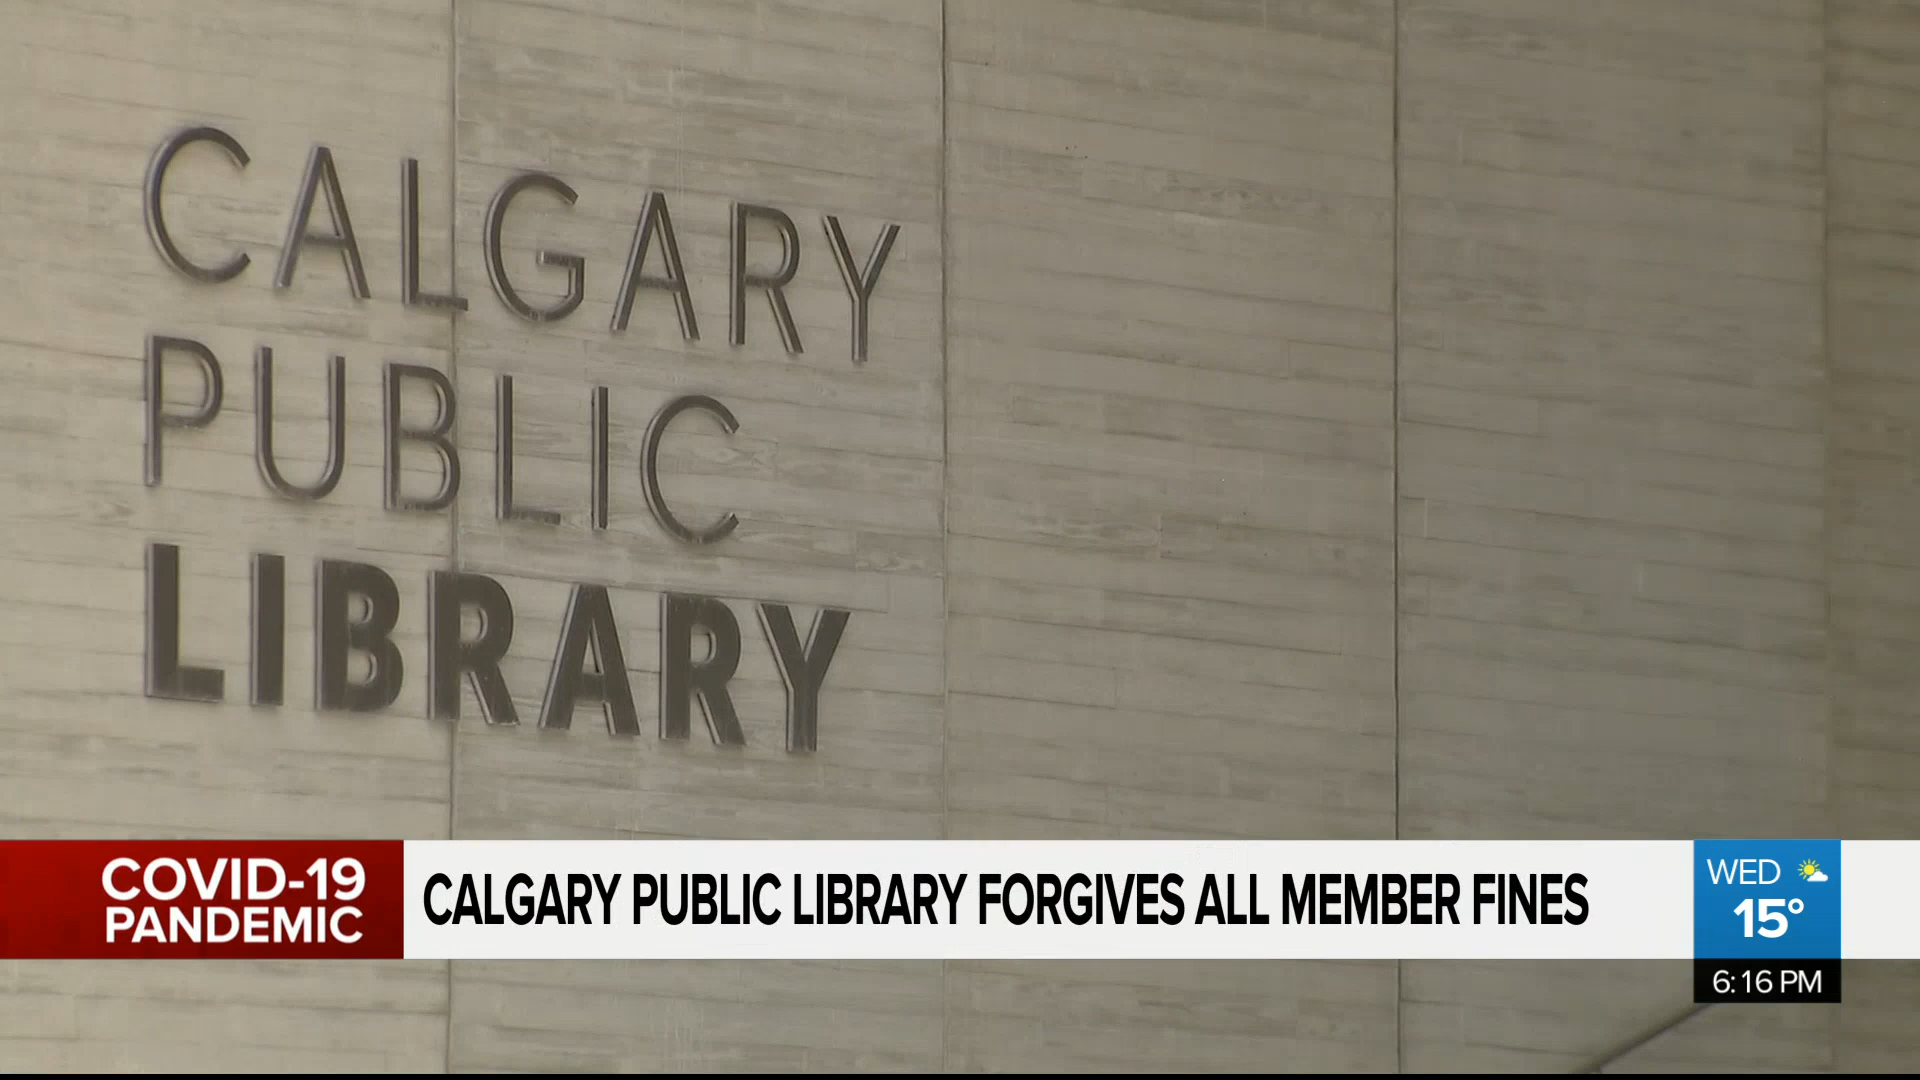 CALGARY
PUBLIC
LIBRARY
COVID-19
PANDEMIC
CALGARY PUBLIC LIBRARY FORGIVES ALL MEMBER FINES
WED
15°
6:16 PM